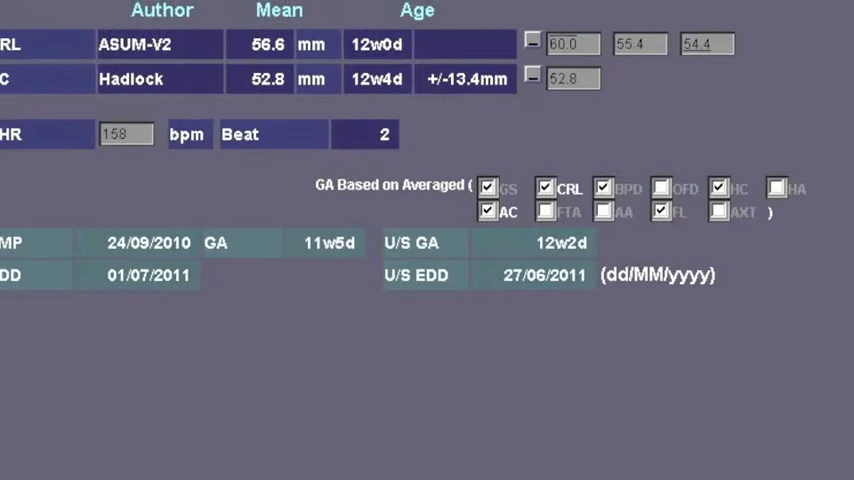 Author Mean Age
RL ASUM-V2 56.6 mm 12w0d 60.0 55.4 54.4
C Hadlock 52.8 mm 12w4d +/-13.4mm 52.8
HR 158 bpm Beat 2
GA Based on Averaged ( GS CRL BPD OFD HC HA
AC FTA AA FL AXT )
MP 24/09/2010 GA 11w5d U/S GA 12w2d
DD 01/07/2011 U/S EDD 27/06/2011 (dd/MM/yyyy)